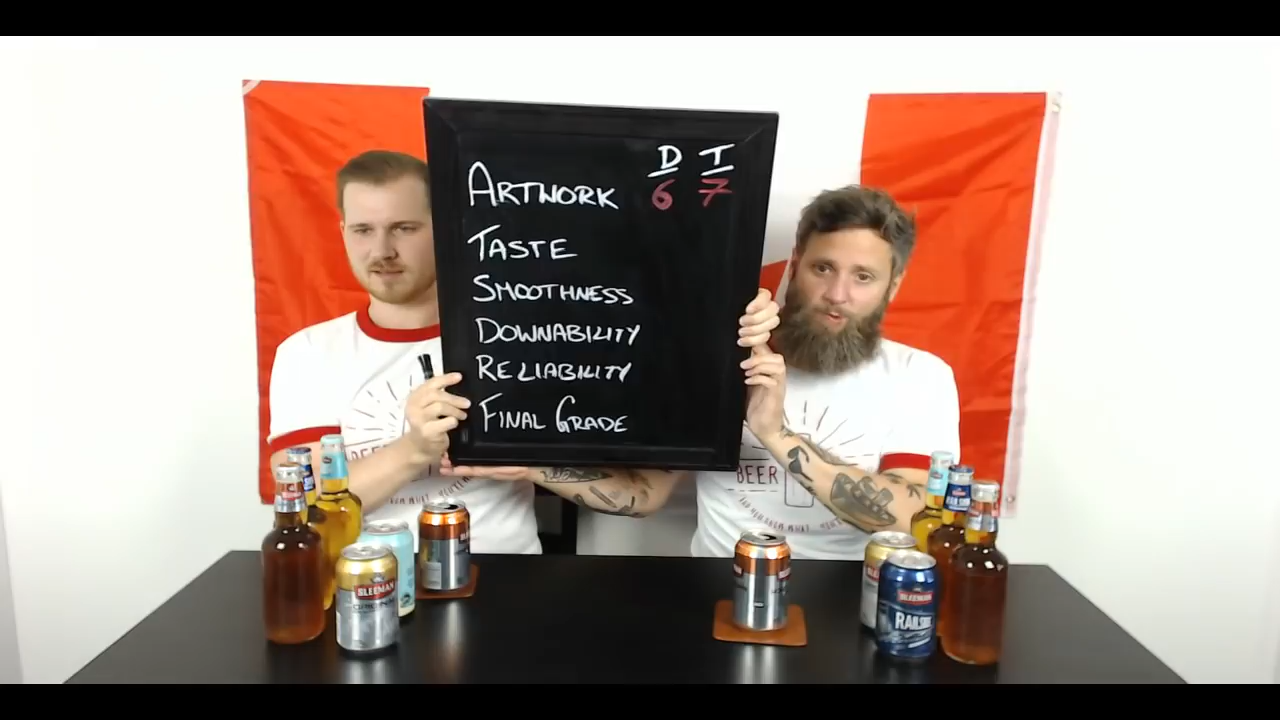 D T
ARTWORK 6 7
TASTE
SMOOTHNESS
DOWNABILITY
RELIABILITY
FINAL GRADE
BEER
SLEEMAN
SLEEMAN
RAILSIDE